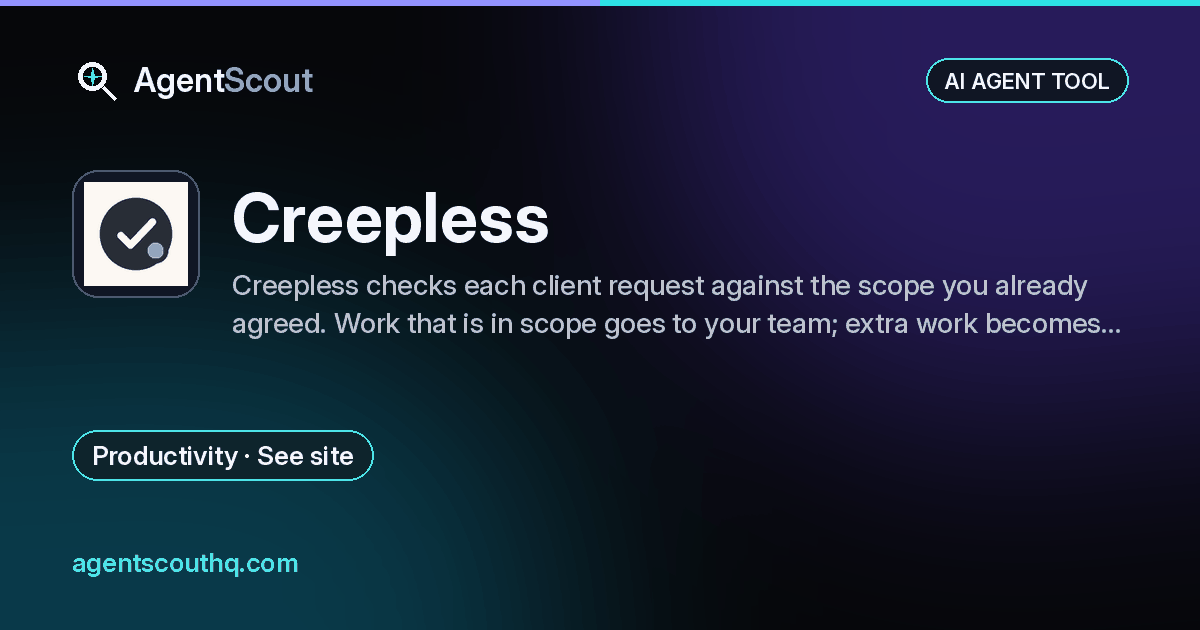 AgentScout
AI AGENT TOOL
Creepless
Creepless checks each client request against the scope you already
agreed. Work that is in scope goes to your team; extra work becomes...
Productivity · See site
agentscouthq.com